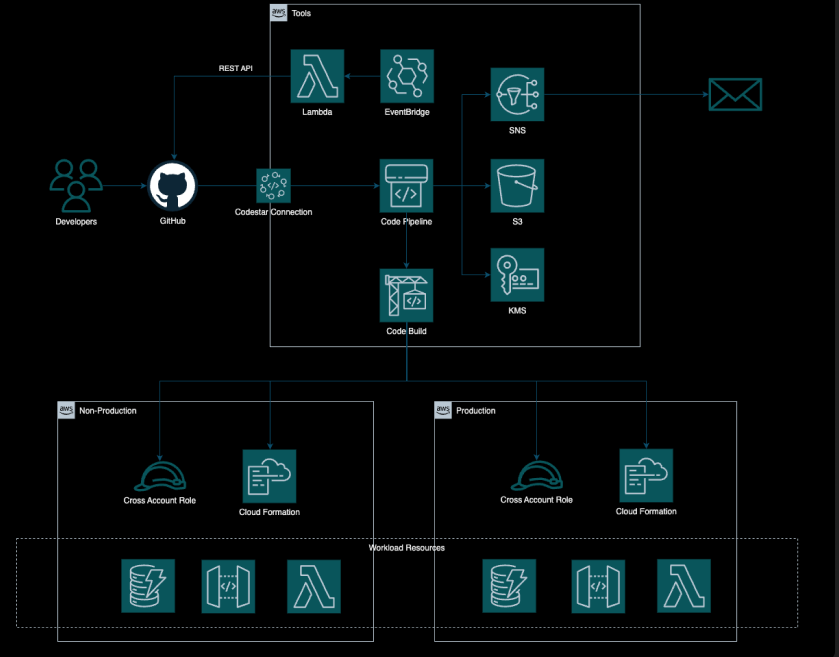 aws Tools
REST API
Lambda
EventBridge
SNS
Developers
GitHub
Codestar Connection
Code Pipeline
S3
Code Build
KMS
aws Non-Production
aws Production
Cross Account Role
Cloud Formation
Cross Account Role
Cloud Formation
Workload Resources